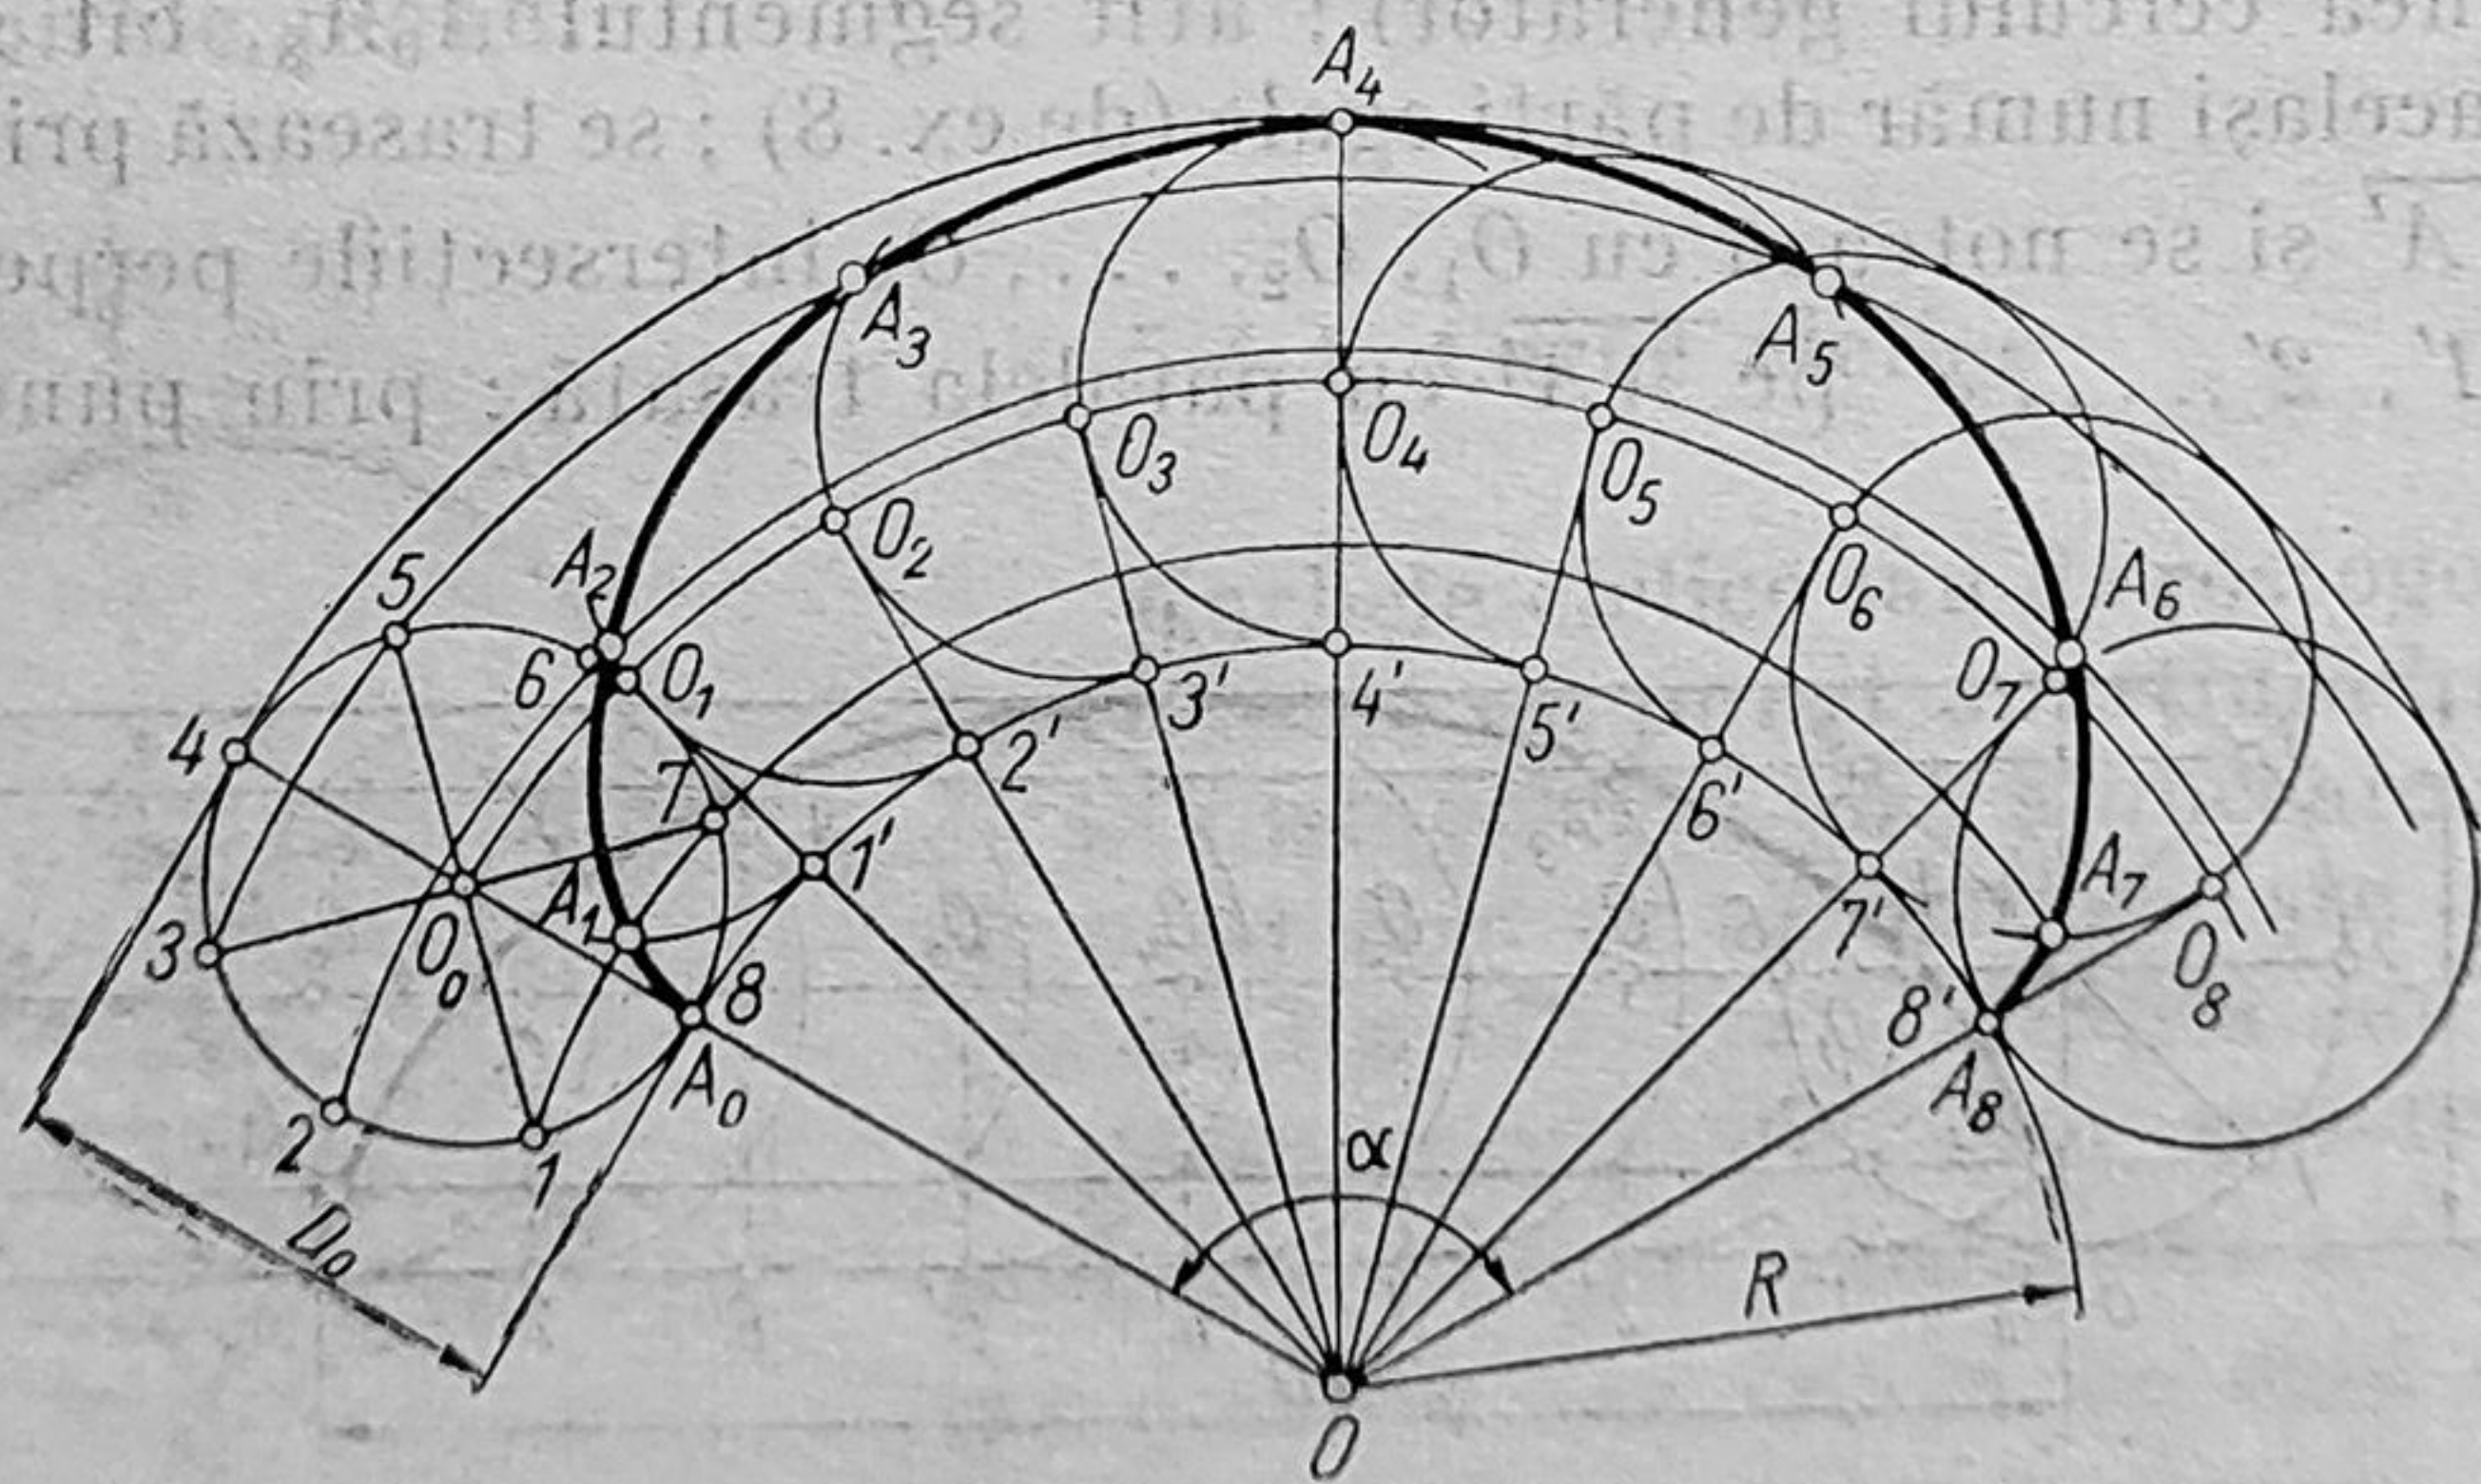 A₄
A₃
A₅
O₃
O₄
O₅
O₂
O₆
5
A₂
A₆
6
O₁
O₇
3'
4'
5'
4
2'
7
6'
1'
A₇
3
O₀
A₁
7'
8
8'
O₈
A₀
A₈
2
1
α
D₀
R
O